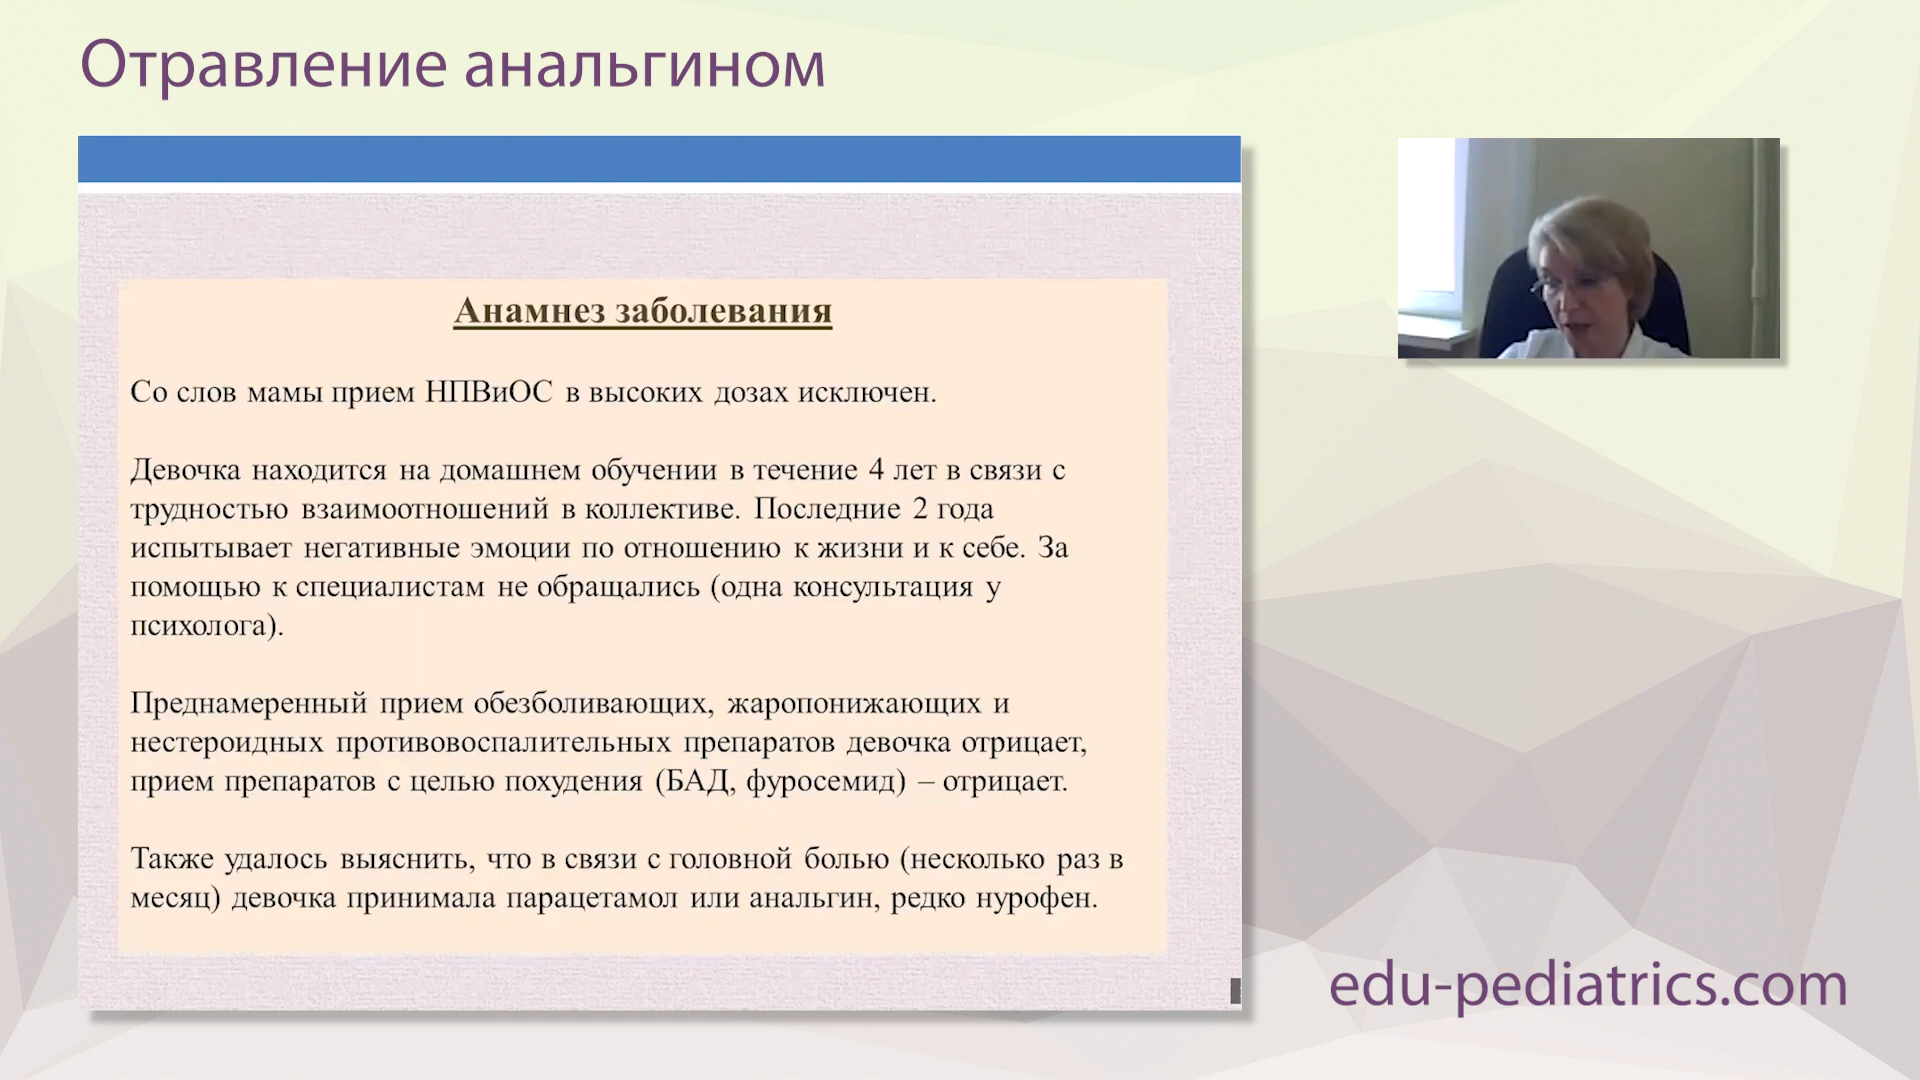 Отравление анальгином
Анамнез заболевания
Со слов мамы прием НПВиОС в высоких дозах исключен.
Девочка находится на домашнем обучении в течение 4 лет в связи с
трудностью взаимоотношений в коллективе. Последние 2 года
испытывает негативные эмоции по отношению к жизни и к себе. За
помощью к специалистам не обращались (одна консультация у
психолога).
Преднамеренный прием обезболивающих, жаропонижающих и
нестероидных противовоспалительных препаратов девочка отрицает,
прием препаратов с целью похудения (БАД, фуросемид) – отрицает.
Также удалось выяснить, что в связи с головной болью (несколько раз в
месяц) девочка принимала парацетамол или анальгин, редко нурофен.
edu-pediatrics.com